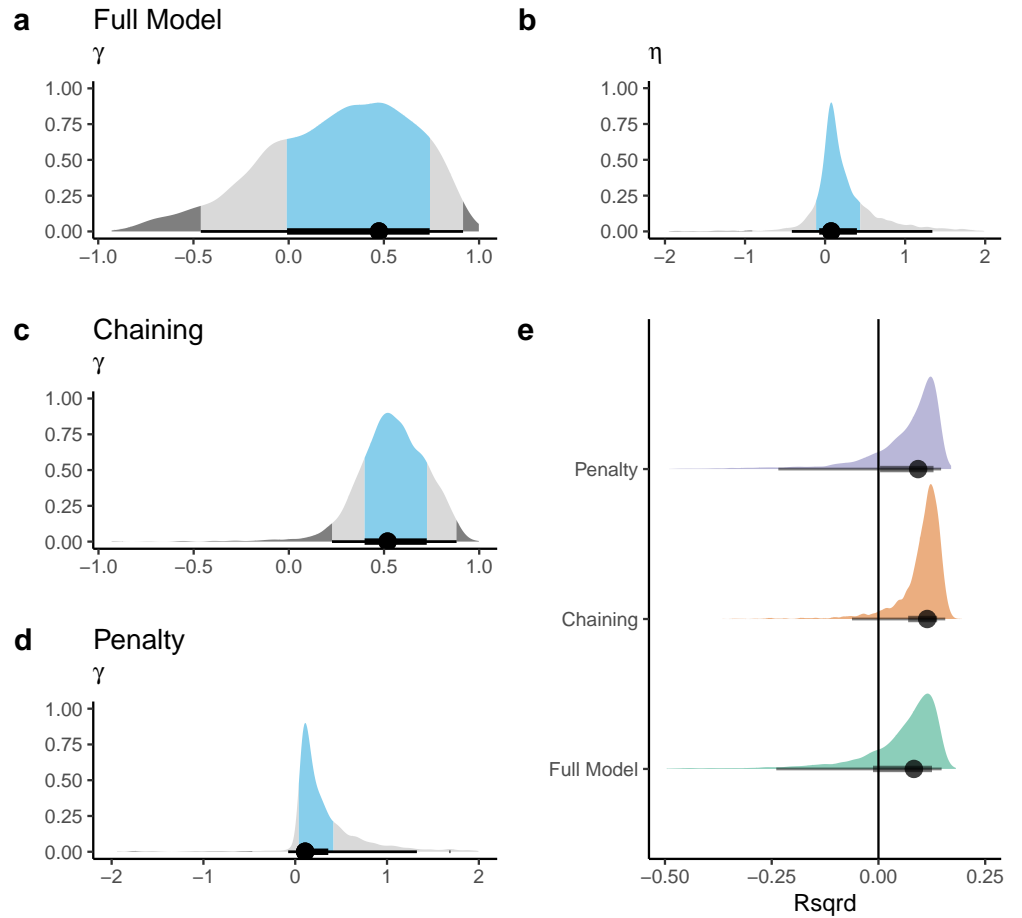 a Full Model
γ
1.00
0.75
0.50
0.25
0.00
−1.0 −0.5 0.0 0.5 1.0
b
η
1.00
0.75
0.50
0.25
0.00
−2 −1 0 1 2
c Chaining
γ
1.00
0.75
0.50
0.25
0.00
−1.0 −0.5 0.0 0.5 1.0
d Penalty
γ
1.00
0.75
0.50
0.25
0.00
−2 −1 0 1 2
e
Penalty
Chaining
Full Model
−0.50 −0.25 0.00 0.25
Rsqrd